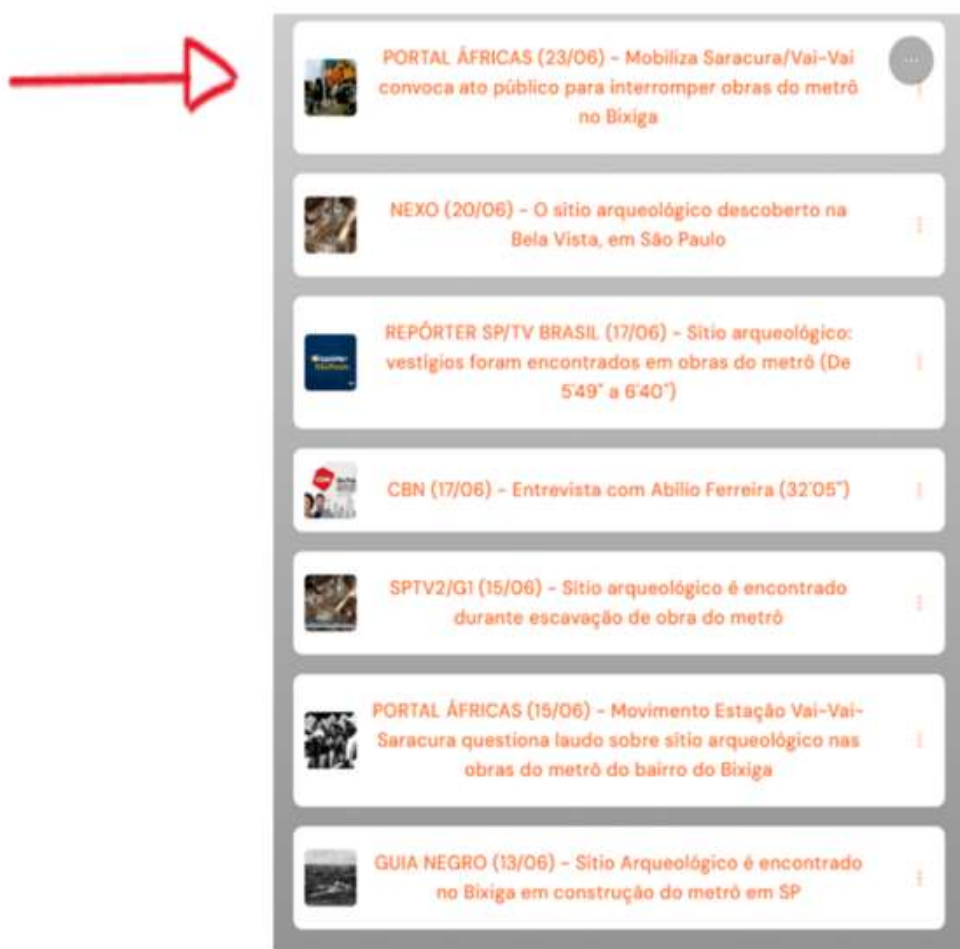 PORTAL ÁFRICAS (23/06) - Mobiliza Saracura/Vai-Vai
convoca ato público para interromper obras do metrô
no Bixiga
NEXO (20/06) - O sítio arqueológico descoberto na
Bela Vista, em São Paulo
REPÓRTER SP/TV BRASIL (17/06) - Sítio arqueológico:
vestígios foram encontrados em obras do metrô (De
5'49" a 6'40")
CBN (17/06) - Entrevista com Abilio Ferreira (32'05")
SPTV2/G1 (15/06) - Sítio arqueológico é encontrado
durante escavação de obra do metrô
PORTAL ÁFRICAS (15/06) - Movimento Estação Vai-Vai-
Saracura questiona laudo sobre sítio arqueológico nas
obras do metrô do bairro do Bixiga
GUIA NEGRO (13/06) - Sítio Arqueológico é encontrado
no Bixiga em construção do metrô em SP